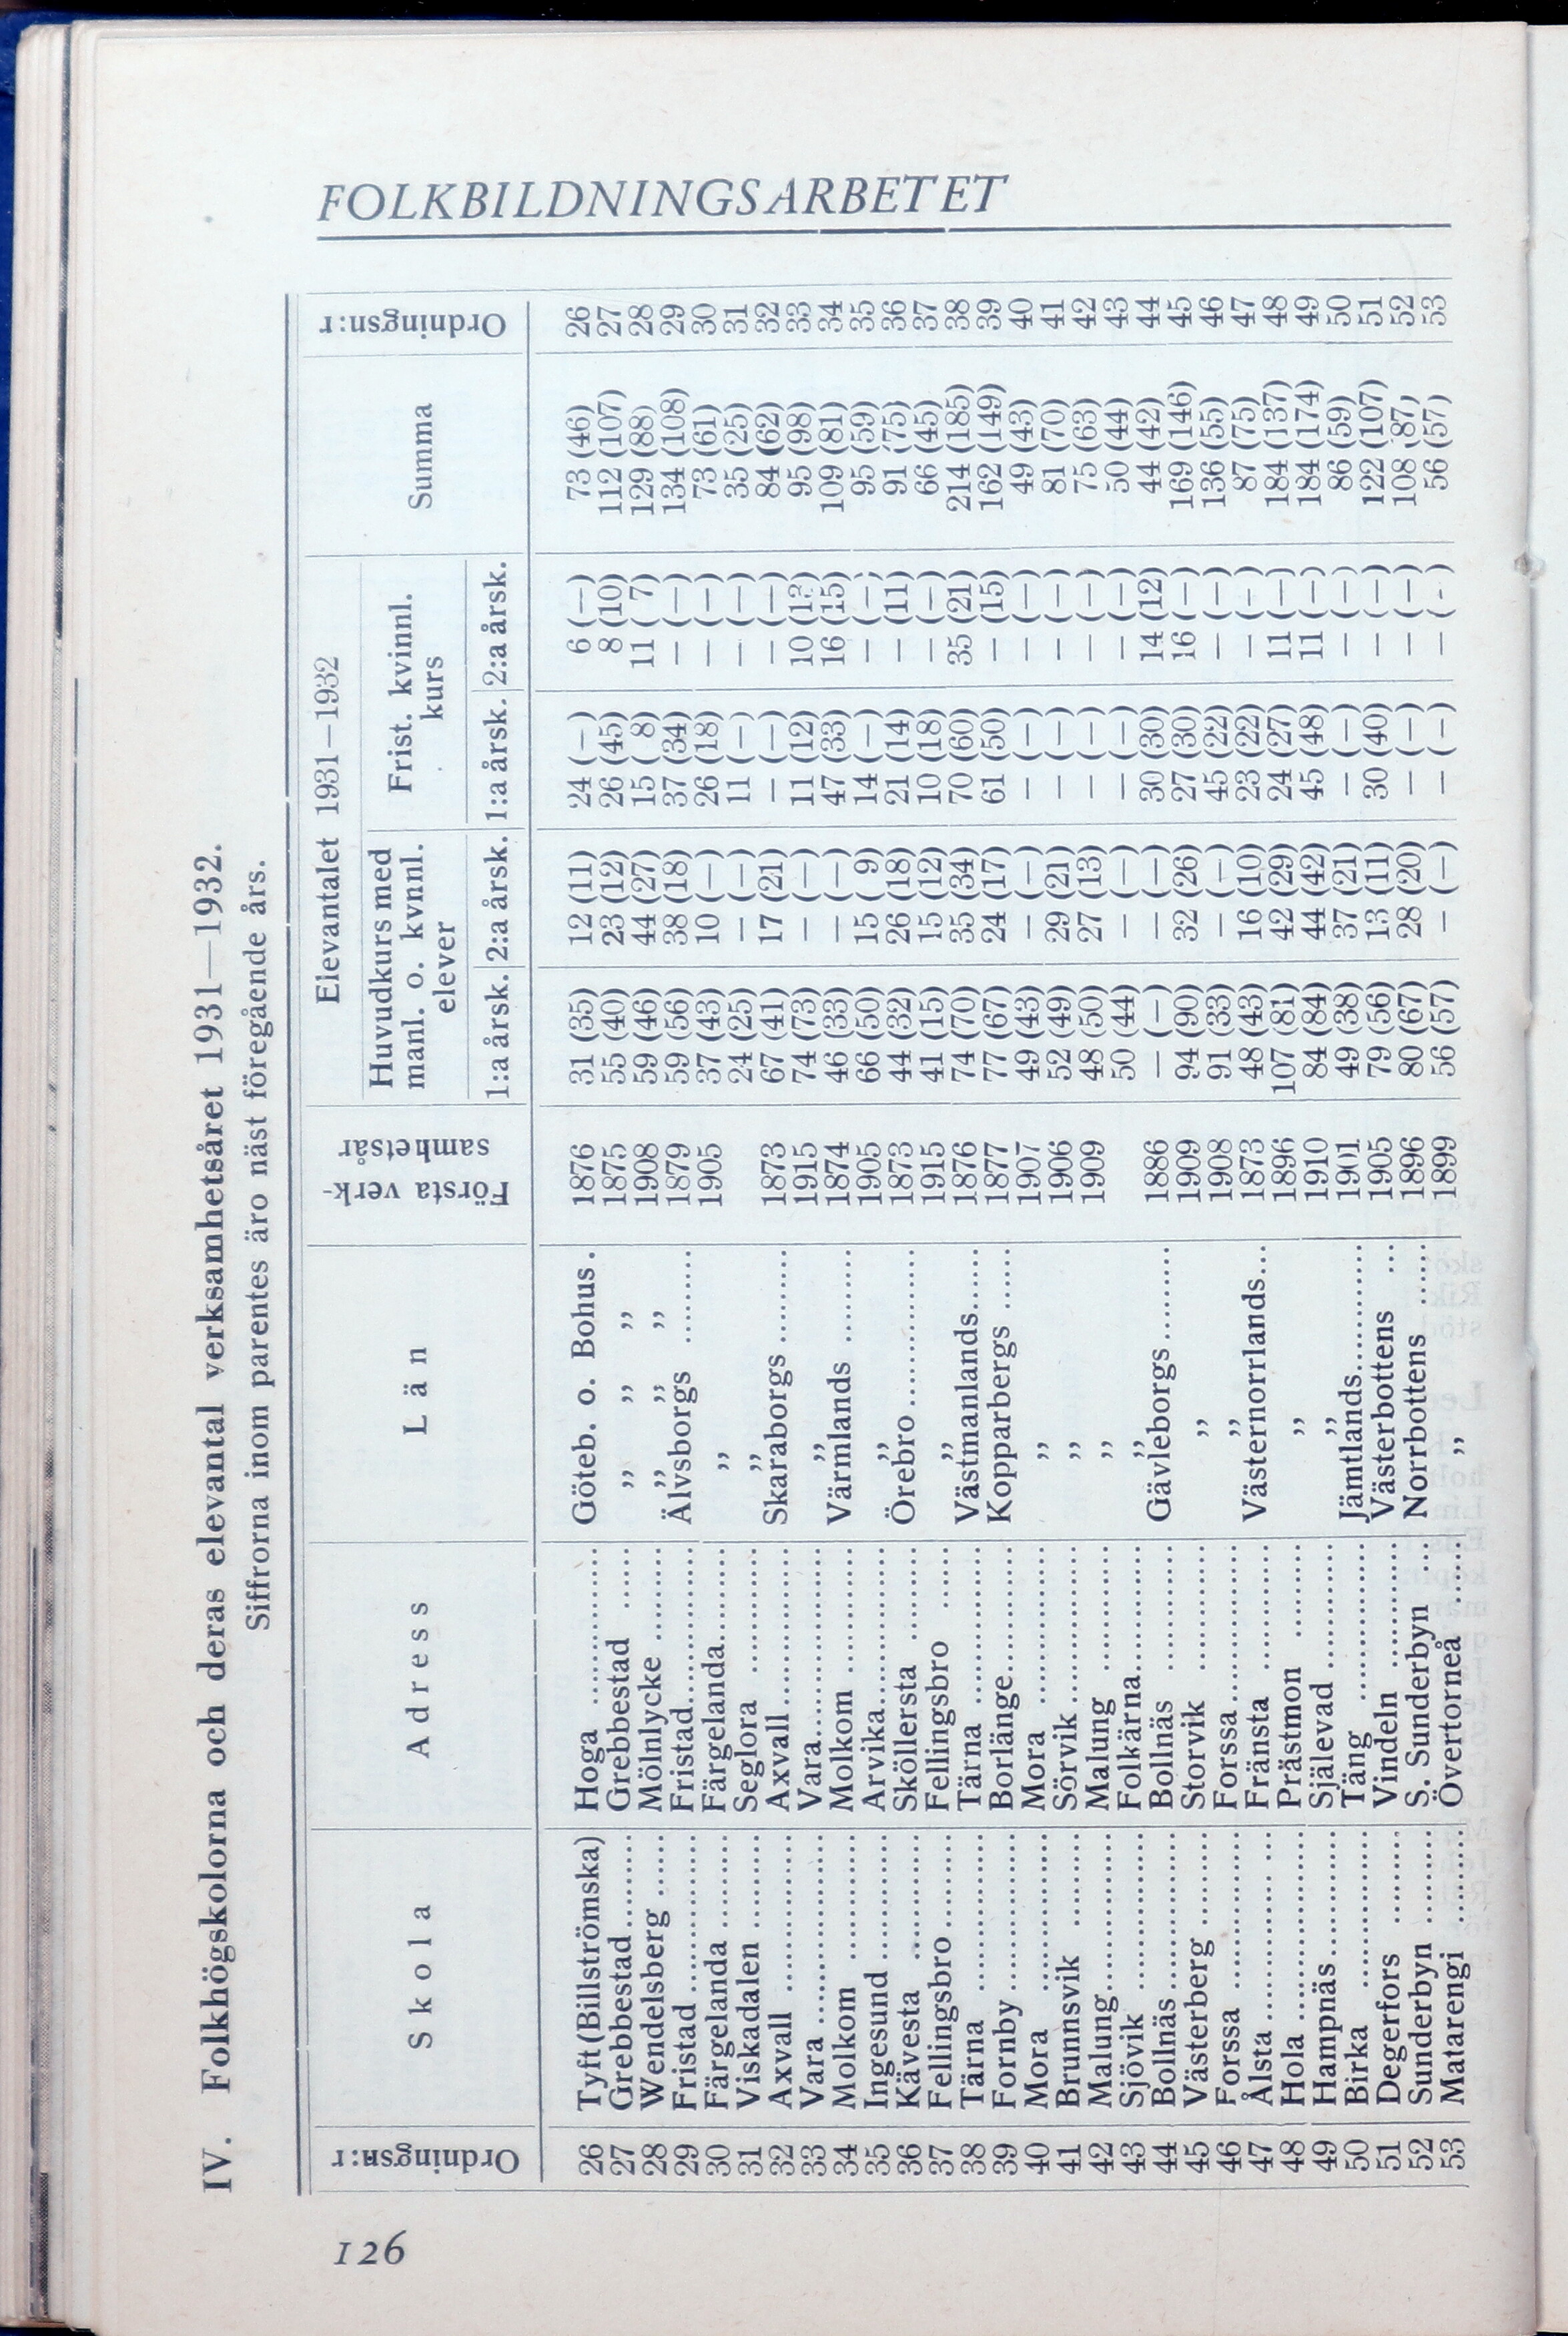 FOLKBILDNINGSARBETET
IV. Folkhögskolorna och deras elevantal verksamhetsåret 1931—1932.
Siffrorna inom parentes äro näst föregående års.
Ordningsn:r | Skola | Adress | Län | Första verk-samhetsår | Elevantalet 1931—1932 | Ordningsn:r
Huvudkurs med manl. o. kvnnl. elever | Frist. kvinnl. kurs | Summa
1:a årsk. | 2:a årsk. | 1:a årsk. | 2:a årsk.
26 Tyft (Billströmska) Hoga ............... Göteb. o. Bohus . 1876 31 (35) 12 (11) 24 (—) 6 (—) 73 (46) 26
27 Grebbestad .......... Grebbestad ...... „ „ „ 1875 55 (40) 23 (12) 26 (45) 8 (10) 112 (107) 27
28 Wendelsberg ...... Mölnlycke .......... „ „ „ 1908 59 (46) 44 (27) 15 ( 8) 11 ( 7) 129 (88) 28
29 Fristad ............... Fristad ............... Älvsborgs .......... 1879 59 (56) 38 (18) 37 (34) — (—) 134 (108) 29
30 Färgelanda .......... Färgelanda .......... „ 1905 37 (43) 10 (—) 26 (18) — (—) 73 (61) 30
31 Viskadalen .......... Seglora ............ „ 24 (25) — (—) 11 (—) — (—) 35 (25) 31
32 Axvall ............... Axvall ............... Skaraborgs .......... 1873 67 (41) 17 (21) — (—) — (—) 84 (62) 32
33 Vara .................. Vara .................. „ 1915 74 (73) — (—) 11 (12) 10 (13) 95 (98) 33
34 Molkom ............ Molkom ............ Värmlands .......... 1874 46 (33) — (—) 47 (33) 16 (15) 109 (81) 34
35 Ingesund ............ Arvika ............... „ 1905 66 (50) 15 ( 9) 14 (—) — (—) 95 (59) 35
36 Kävesta ............ Sköllersta .......... Örebro ............... 1873 44 (32) 26 (18) 21 (14) — (11) 91 (75) 36
37 Fellingsbro .......... Fellingsbro ...... „ 1915 41 (15) 15 (12) 10 (18) — (—) 66 (45) 37
38 Tärna ............... Tärna ............... Västmanlands ...... 1876 74 (70) 35 (34) 70 (60) 35 (21) 214 (185) 38
39 Fornby ............... Borlänge ............ Kopparbergs ...... 1877 77 (67) 24 (17) 61 (50) — (15) 162 (149) 39
40 Mora ............... Mora ............... „ 1907 49 (43) — (—) — (—) — (—) 49 (43) 40
41 Brunnsvik .......... Sörvik ............... „ 1906 52 (49) 29 (21) — (—) — (—) 81 (70) 41
42 Malung ............... Malung ............ „ 1909 48 (50) 27 (13) — (—) — (—) 75 (63) 42
43 Sjövik ............... Folkärna ............ „ 50 (44) — (—) — (—) — (—) 50 (44) 43
44 Bollnäs ............... Bollnäs ............ Gävleborgs .......... 1886 — (—) — (—) 30 (30) 14 (12) 44 (42) 44
45 Västerberg .......... Storvik ............ „ 1909 94 (90) 32 (26) 27 (30) 16 (—) 169 (146) 45
46 Forssa ............... Forssa ............... „ 1908 91 (33) — (—) 45 (22) — (—) 136 (55) 46
47 Ålsta .................. Fränsta ............ Västernorrlands ... 1873 48 (43) 16 (10) 23 (22) — (—) 87 (75) 47
48 Hola .................. Prästmon .......... „ 1896 107 (81) 42 (29) 24 (27) 11 (—) 184 (137) 48
49 Hampnäs ............ Själevad ............ „ 1910 84 (84) 44 (42) 45 (48) 11 (—) 184 (174) 49
50 Birka ............... Täng ............... Jämtlands ............ 1901 49 (38) 37 (21) — (—) — (—) 86 (59) 50
51 Degerfors .......... Vindeln ............ Västerbottens ... 1905 79 (56) 13 (11) 30 (40) — (—) 122 (107) 51
52 Sunderbyn .......... S. Sunderbyn ... Norrbottens ...... 1896 80 (67) 28 (20) — (—) — (—) 108 (87) 52
53 Matarengi .......... Övertorneå ...... „ 1899 56 (57) — (—) — (—) — (—) 56 (57) 53
126